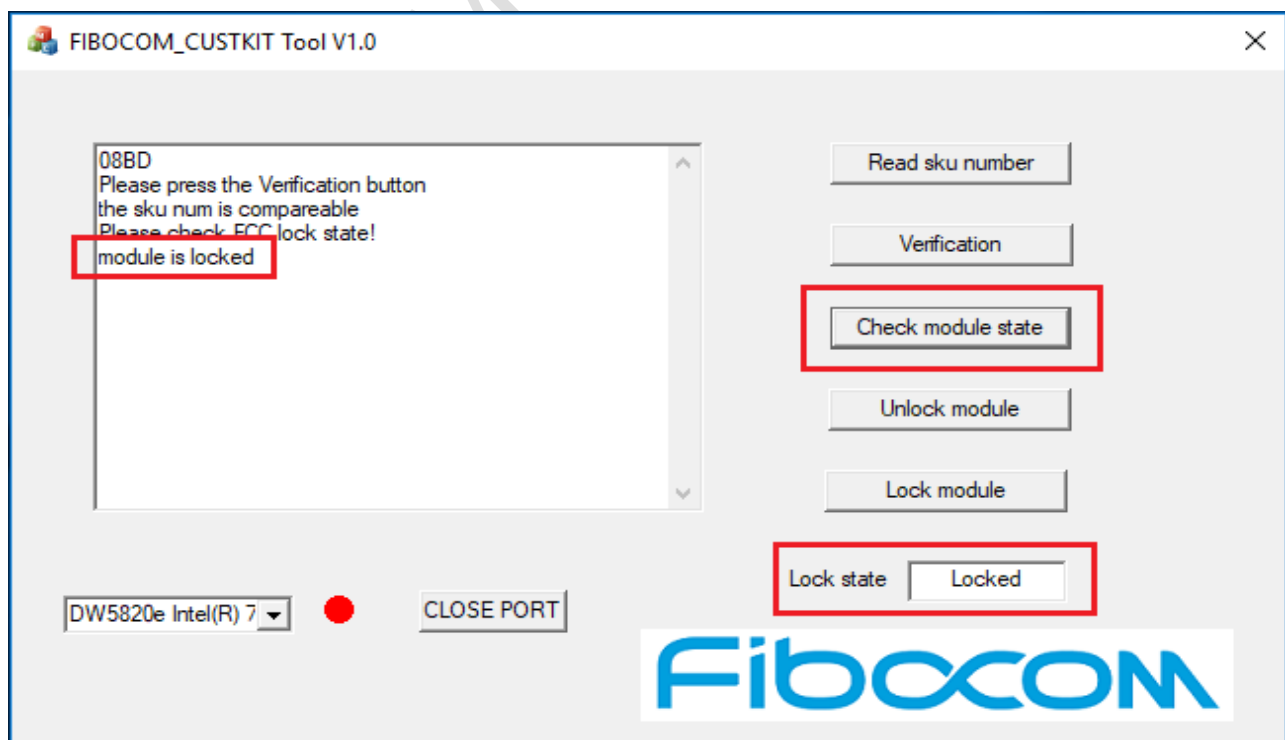 FIBOCOM_CUSTKIT Tool V1.0
08BD
Please press the Verification button
the sku num is compareable
Please check FCC lock state!
module is locked
Read sku number
Verification
Check module state
Unlock module
Lock module
Lock state Locked
DW5820e Intel(R) 7
CLOSE PORT
Fibocom